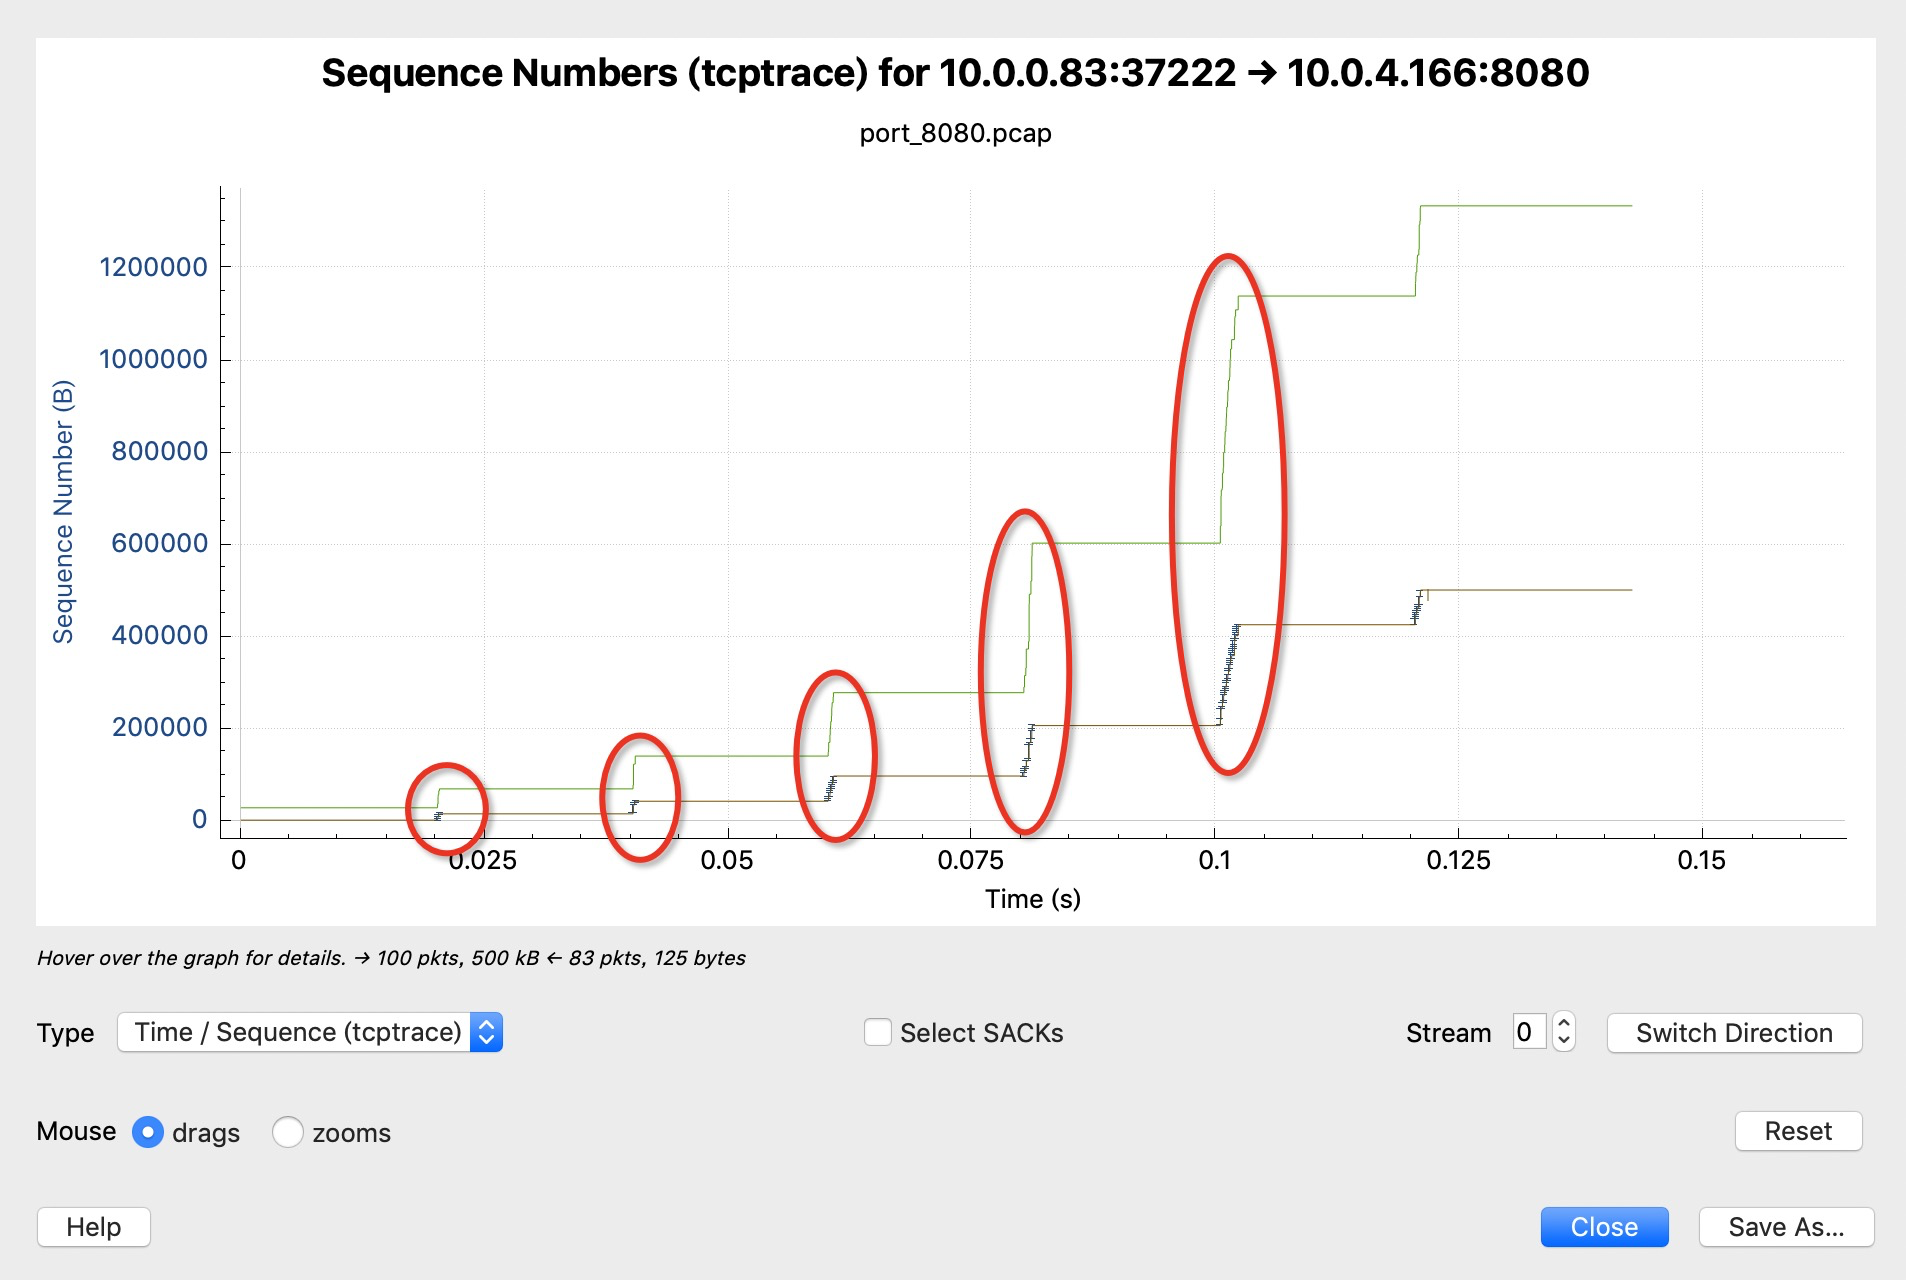 Sequence Numbers (tcptrace) for 10.0.0.83:37222 → 10.0.4.166:8080
port_8080.pcap
1200000
1000000
800000
600000
400000
200000
0
Sequence Number (B)
0 0.025 0.05 0.075 0.1 0.125 0.15
Time (s)
Hover over the graph for details. → 100 pkts, 500 kB ← 83 pkts, 125 bytes
Type Time / Sequence (tcptrace) Select SACKs Stream 0 Switch Direction
Mouse drags zooms Reset
Help Close Save As...